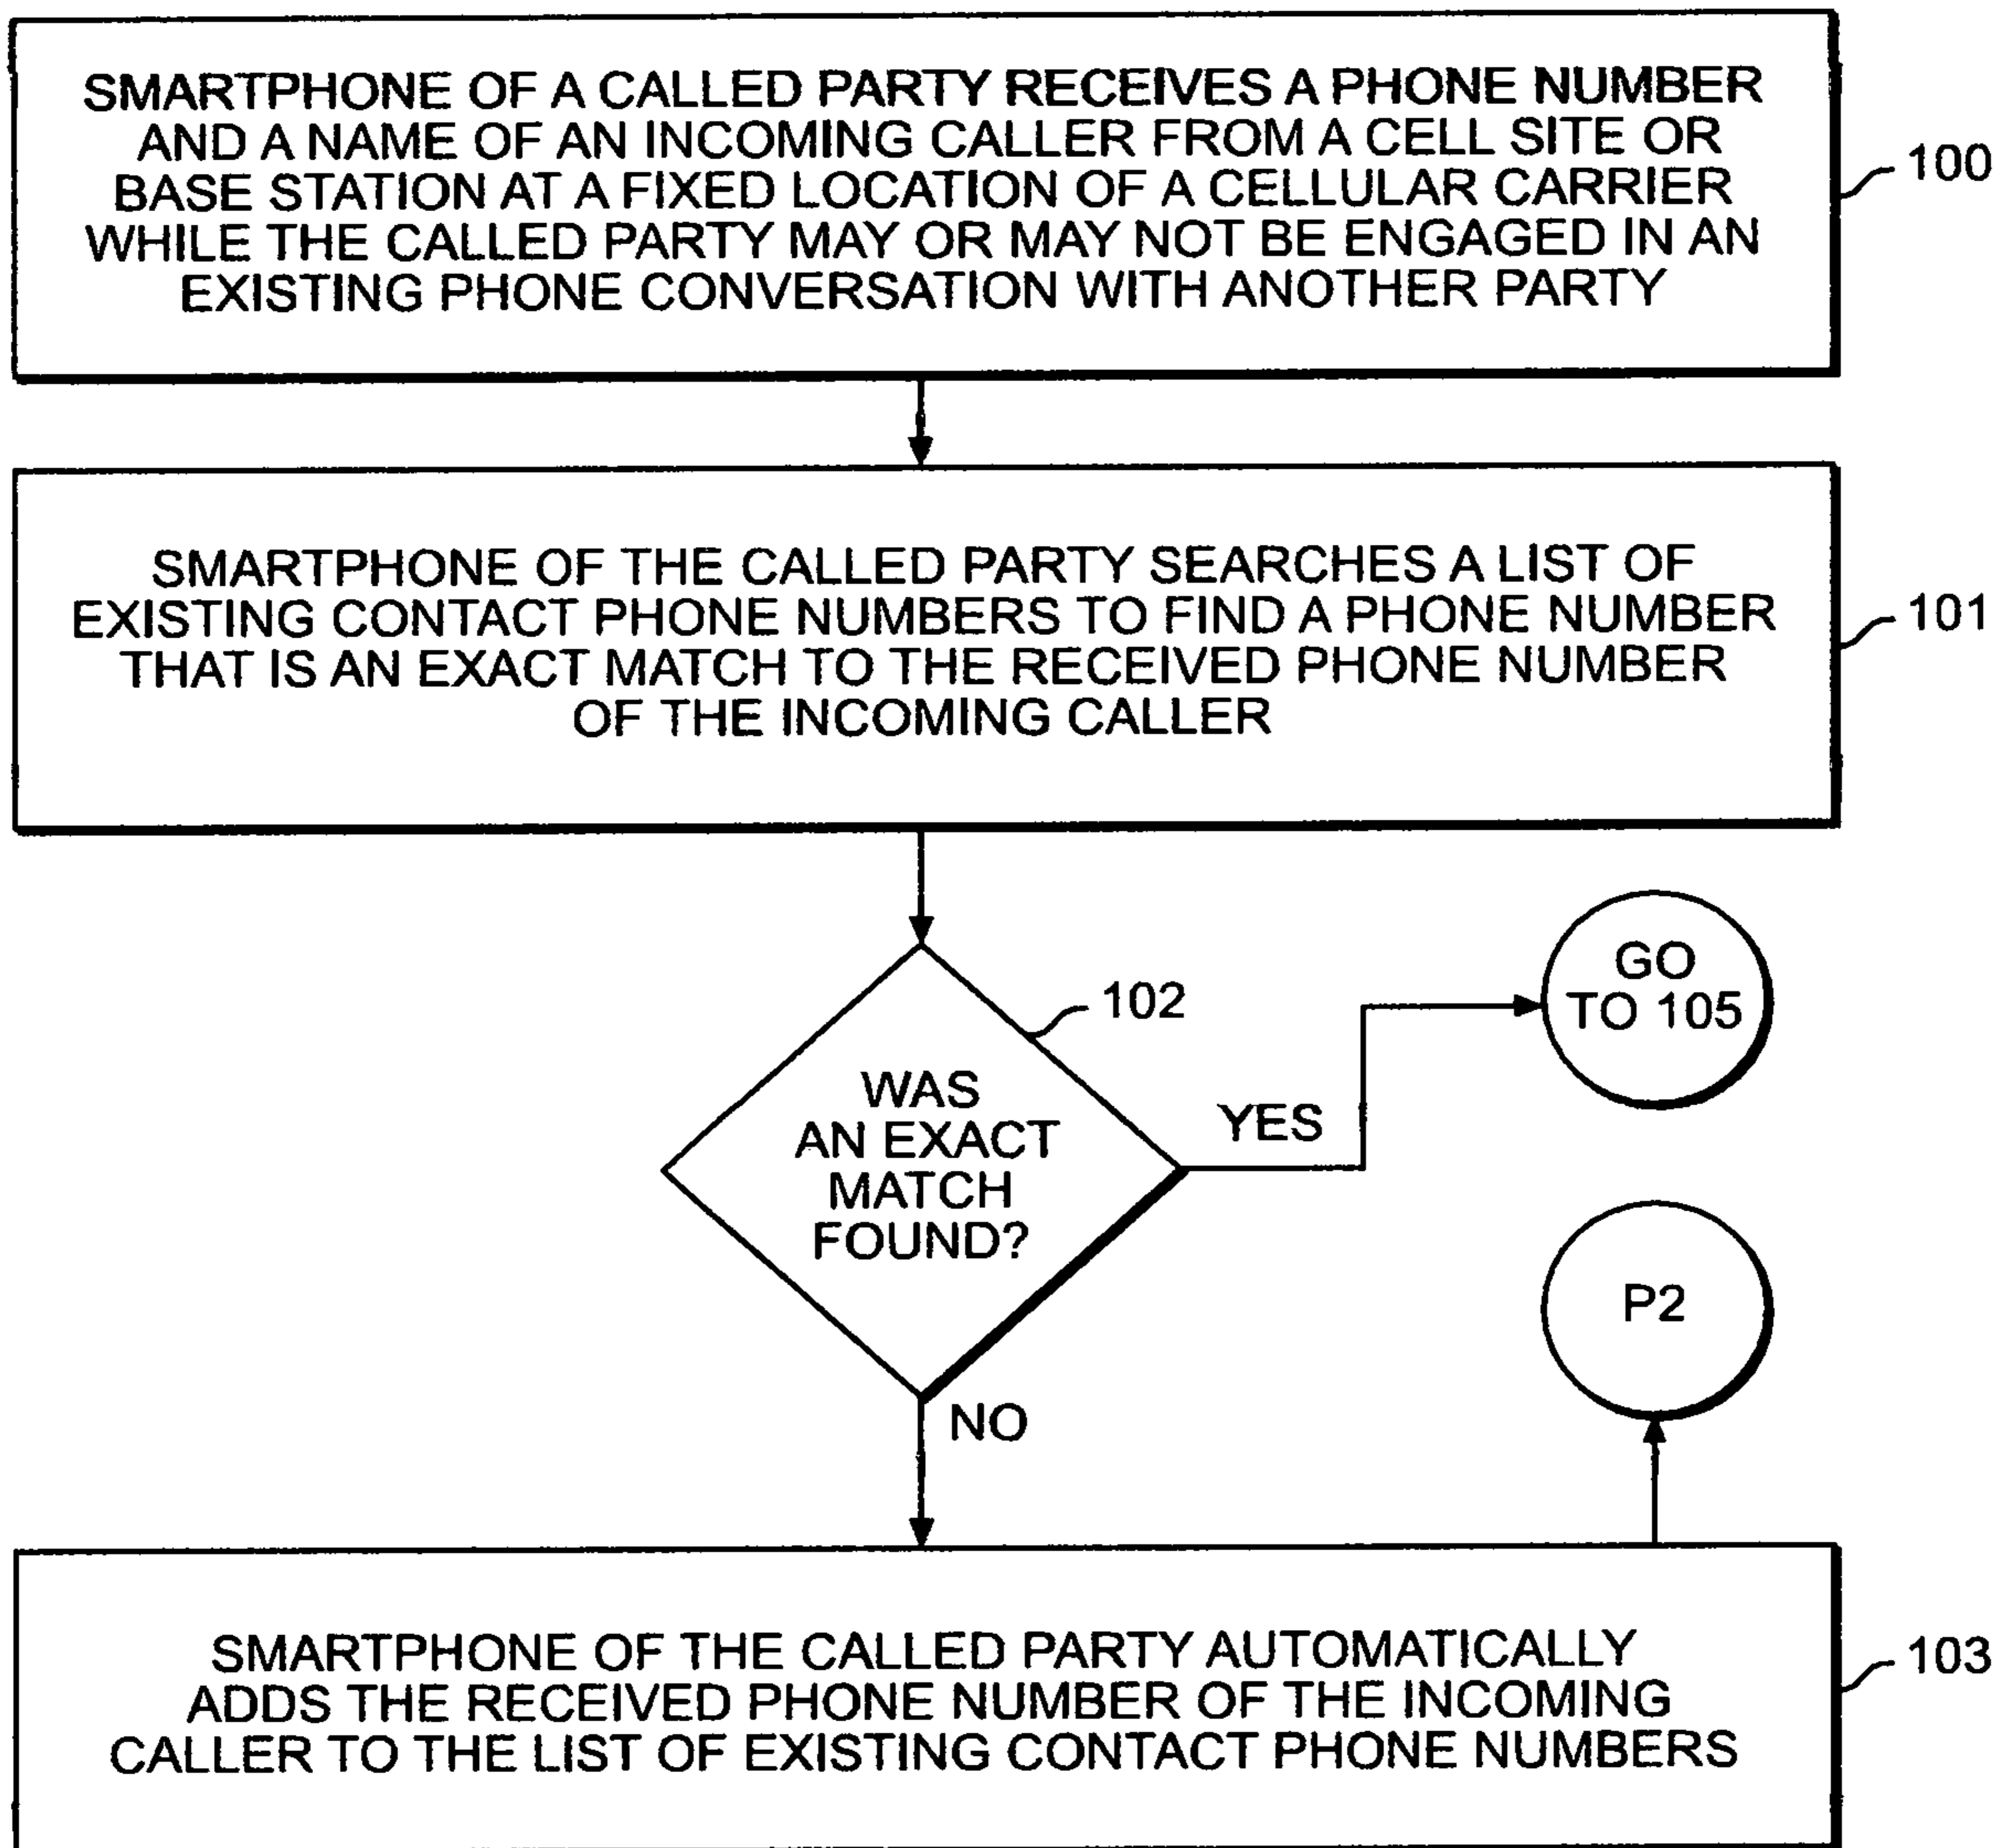 SMARTPHONE OF A CALLED PARTY RECEIVES A PHONE NUMBER
AND A NAME OF AN INCOMING CALLER FROM A CELL SITE OR
BASE STATION AT A FIXED LOCATION OF A CELLULAR CARRIER
WHILE THE CALLED PARTY MAY OR MAY NOT BE ENGAGED IN AN
EXISTING PHONE CONVERSATION WITH ANOTHER PARTY
100
SMARTPHONE OF THE CALLED PARTY SEARCHES A LIST OF
EXISTING CONTACT PHONE NUMBERS TO FIND A PHONE NUMBER
THAT IS AN EXACT MATCH TO THE RECEIVED PHONE NUMBER
OF THE INCOMING CALLER
101
102
WAS
AN EXACT
MATCH
FOUND?
YES
GO
TO 105
NO
P2
SMARTPHONE OF THE CALLED PARTY AUTOMATICALLY
ADDS THE RECEIVED PHONE NUMBER OF THE INCOMING
CALLER TO THE LIST OF EXISTING CONTACT PHONE NUMBERS
103